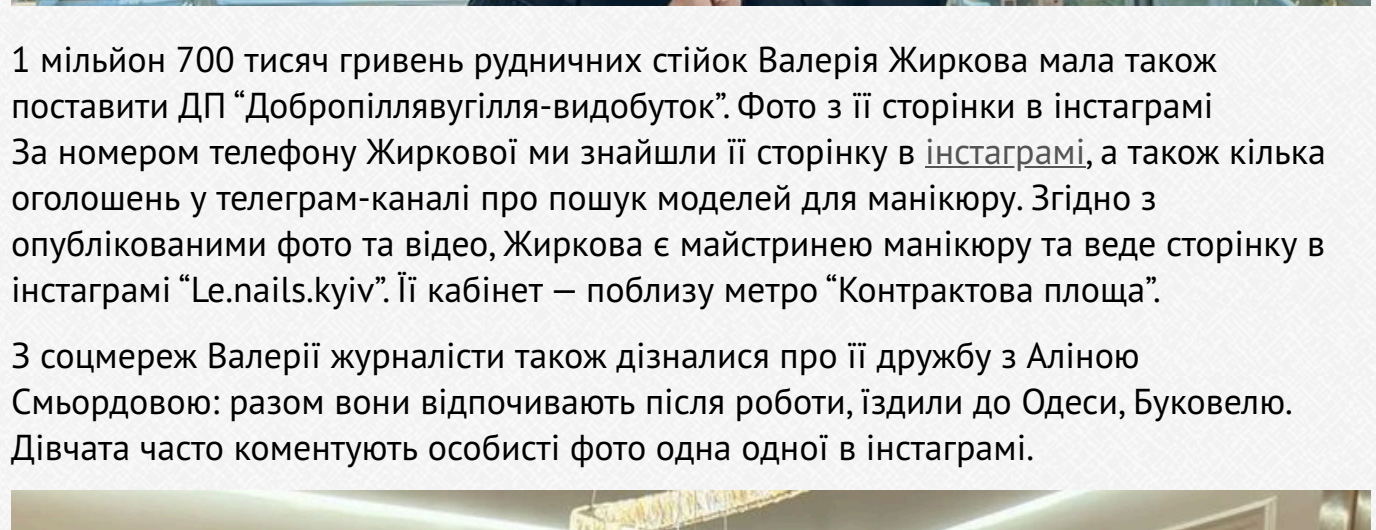 1 мільйон 700 тисяч гривень рудничних стійок Валерія Жиркова мала також
поставити ДП “Добропіллявугілля-видобуток”. Фото з її сторінки в інстаграмі
За номером телефону Жиркової ми знайшли її сторінку в інстаграмі, а також кілька
оголошень у телеграм-каналі про пошук моделей для манікюру. Згідно з
опублікованими фото та відео, Жиркова є майстринею манікюру та веде сторінку в
інстаграмі “Le.nails.kyiv”. Її кабінет — поблизу метро “Контрактова площа”.
З соцмереж Валерії журналісти також дізналися про її дружбу з Аліною
Смьордовою: разом вони відпочивають після роботи, їздили до Одеси, Буковелю.
Дівчата часто коментують особисті фото одна одної в інстаграмі.